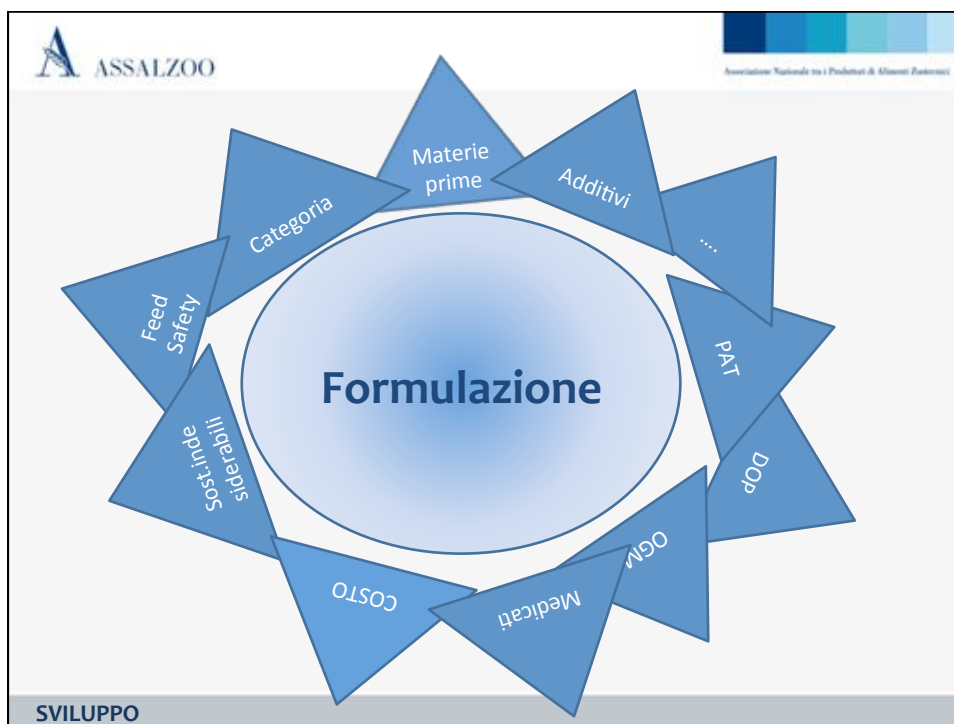 ASSALZOO
Associazione Nazionale tra i Produttori di Alimenti Zootecnici
Materie
prime
Additivi
....
PAT
DOP
OGM
Medicati
COSTO
Sost.inde
siderabili
Feed
Safety
Categoria
Formulazione
SVILUPPO